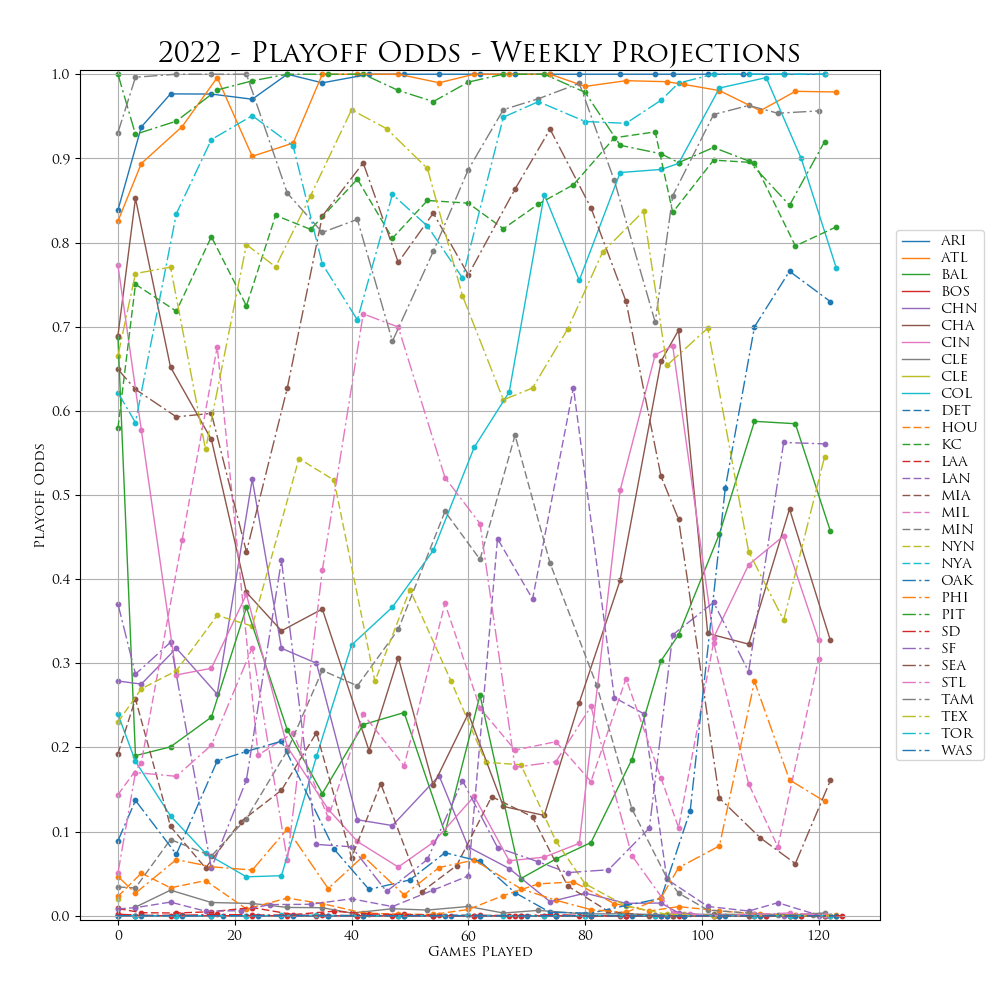 2022 - Playoff Odds - Weekly Projections
1.0
0.9
0.8
0.7
0.6
0.5
0.4
0.3
0.2
0.1
0.0
Playoff Odds
0 20 40 60 80 100 120
Games Played
ARI
ATL
BAL
BOS
CHN
CHA
CIN
CLE
CLE
COL
DET
HOU
KC
LAA
LAN
MIA
MIL
MIN
NYN
NYA
OAK
PHI
PIT
SD
SF
SEA
STL
TAM
TEX
TOR
WAS